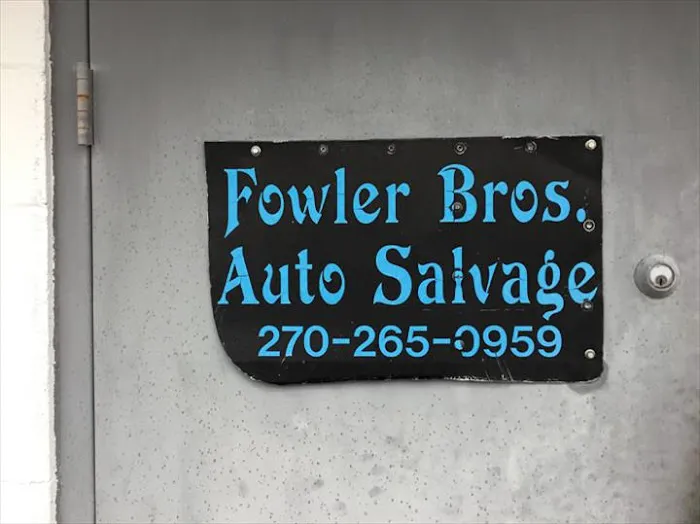 Fowler Bros.
Auto Salvage
270-265-0959